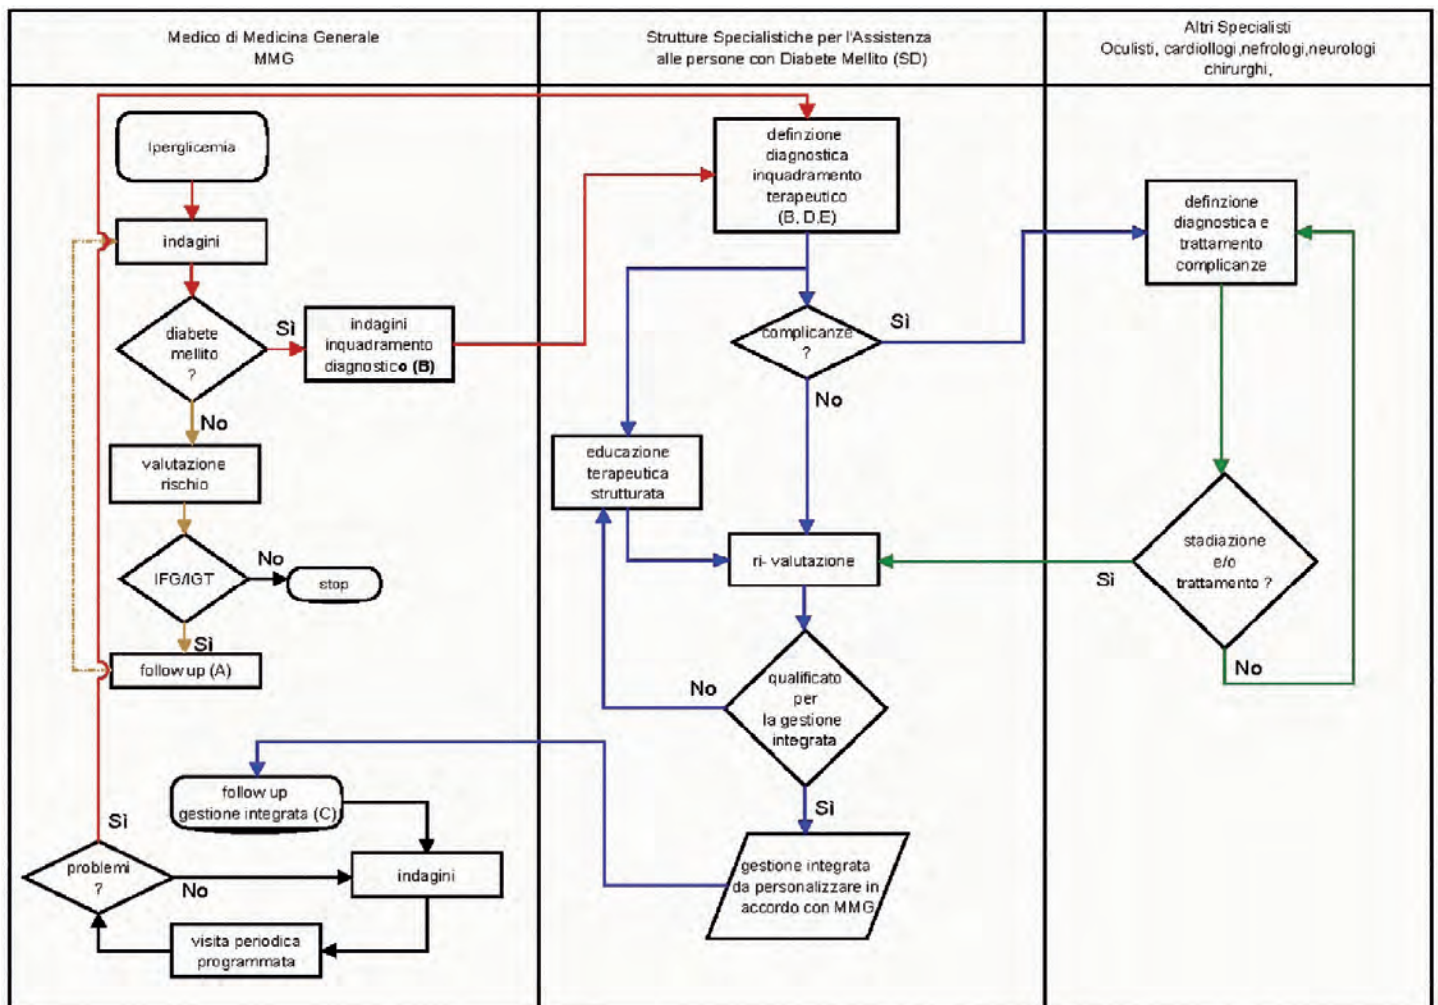 Medico di Medicina Generale
MMG
Strutture Specialistiche per l'Assistenza
alle persone con Diabete Mellito (SD)
Altri Specialisti
Oculisti, cardiollogi,nefrologi,neurologi
chirurghi,
Iperglicemia
indagini
diabete
mellito
?
Sì
indagini
inquadramento
diagnostico (B)
No
valutazione
rischio
IFG/IGT
No
stop
Sì
follow up (A)
follow up
gestione integrata (C)
Sì
problemi
?
No
indagini
visita periodica
programmata
definzione
diagnostica
inquadramento
terapeutico
(B, D,E)
complicanze
?
Sì
No
educazione
terapeutica
strutturata
ri- valutazione
qualificato
per
la gestione
integrata
No
Sì
gestione integrata
da personalizzare in
accordo con MMG
definzione
diagnostica e
trattamento
complicanze
stadiazione
e/o
trattamento ?
Sì
No